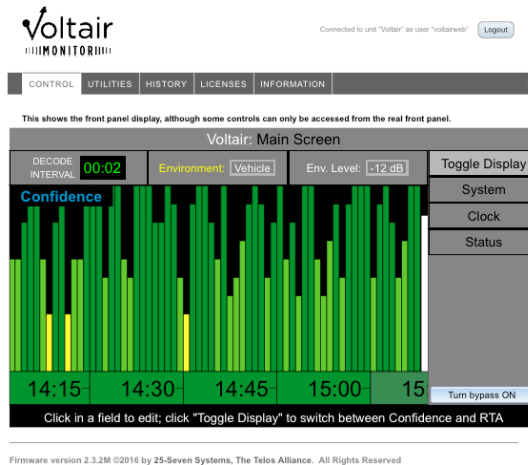 Voltair
MONITOR
Connected to unit "Voltair" as user "voltairweb"
Logout
CONTROL UTILITIES HISTORY LICENSES INFORMATION
This shows the front panel display, although some controls can only be accessed from the real front panel.
Voltair: Main Screen
DECODE
INTERVAL
00:02
Environment: Vehicle
Env. Level: -12 dB
Toggle Display
System
Clock
Status
Confidence
14:15 14:30 14:45 15:00 15
Turn bypass ON
Click in a field to edit; click "Toggle Display" to switch between Confidence and RTA
Firmware version 2.3.2M ©2016 by 25-Seven Systems, The Telos Alliance. All Rights Reserved